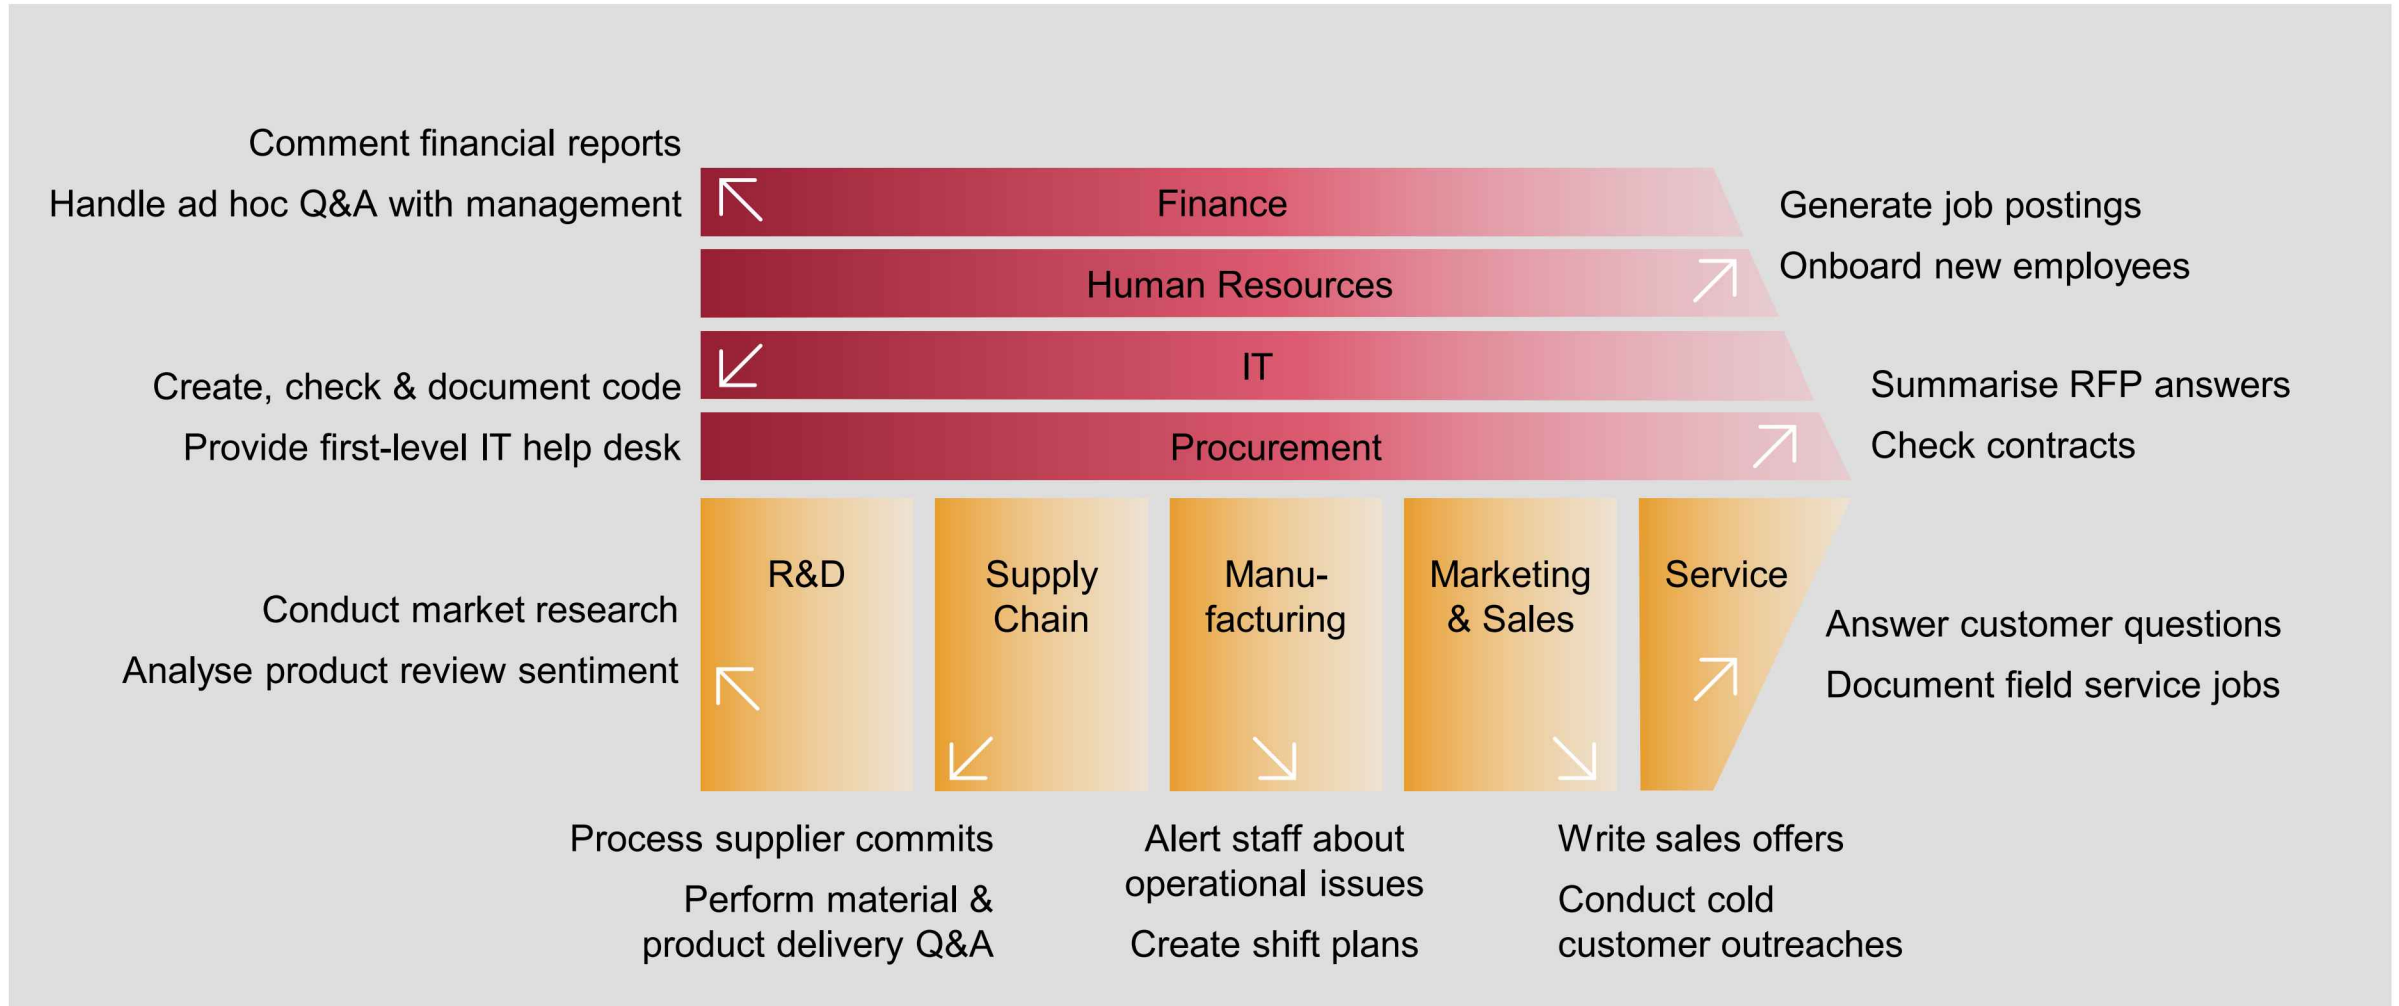 Comment financial reports
Handle ad hoc Q&A with management
Finance
Generate job postings
Onboard new employees
Human Resources
IT
Create, check & document code
Provide first-level IT help desk
Summarise RFP answers
Check contracts
Procurement
R&D
Supply
Chain
Manu-
facturing
Marketing
& Sales
Service
Conduct market research
Analyse product review sentiment
Answer customer questions
Document field service jobs
Process supplier commits
Perform material &
product delivery Q&A
Alert staff about
operational issues
Create shift plans
Write sales offers
Conduct cold
customer outreaches